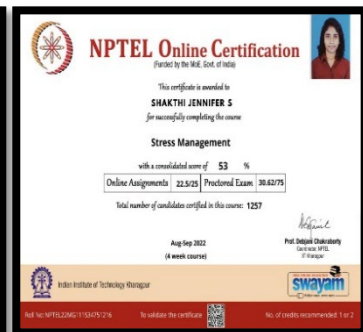 NPTEL Online Certification
(Funded by the MoE, Govt. of India)
This certificate is awarded to
SHAKTHI JENNIFER S
for successfully completing the course
Stress Management
with a consolidated score of 53 %
Online Assignments 22.5/25 Proctored Exam 30.62/75
Total number of candidates certified in this course: 1257
Aug-Sep 2022
(4 week course)
Prof. Debjani Chakraborty
Coordinator, NPTEL
IIT Kharagpur
Indian Institute of Technology Kharagpur
swayam
Roll No: NPTEL22MG111534751216
To validate the certificate
No. of credits recommended: 1 or 2